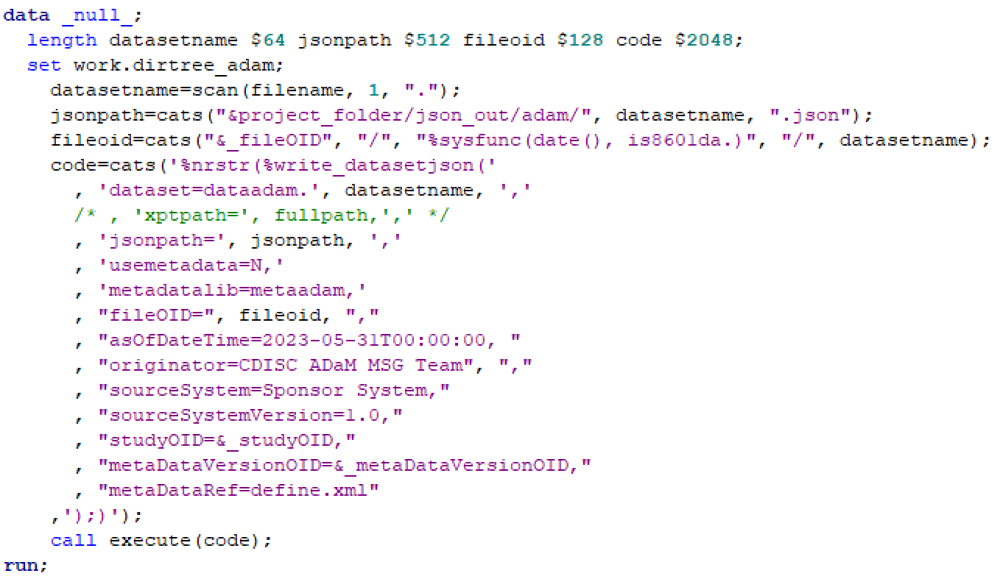 data _null_;
  length datasetname $64 jsonpath $512 fileoid $128 code $2048;
  set work.dirtree_adam;
    datasetname=scan(filename, 1, ".");
    jsonpath=cats("&project_folder/json_out/adam/", datasetname, ".json");
    fileoid=cats("&_fileOID", "/", "%sysfunc(date(), is8601da.)", "/", datasetname);
    code=cats('%nrstr(%write_datasetjson('
      , 'dataset=dataadam.', datasetname, ','
      /* , 'xptpath=', fullpath,',' */
      , 'jsonpath=', jsonpath, ','
      , 'usemetadata=N,'
      , 'metadatalib=metaadam,'
      , "fileOID=", fileoid, ","
      , "asOfDateTime=2023-05-31T00:00:00, "
      , "originator=CDISC ADaM MSG Team", ","
      , "sourceSystem=Sponsor System,"
      , "sourceSystemVersion=1.0,"
      , "studyOID=&_studyOID,"
      , "metaDataVersionOID=&_metaDataVersionOID,"
      , "metaDataRef=define.xml"
    ,');)');
    call execute(code);
run;